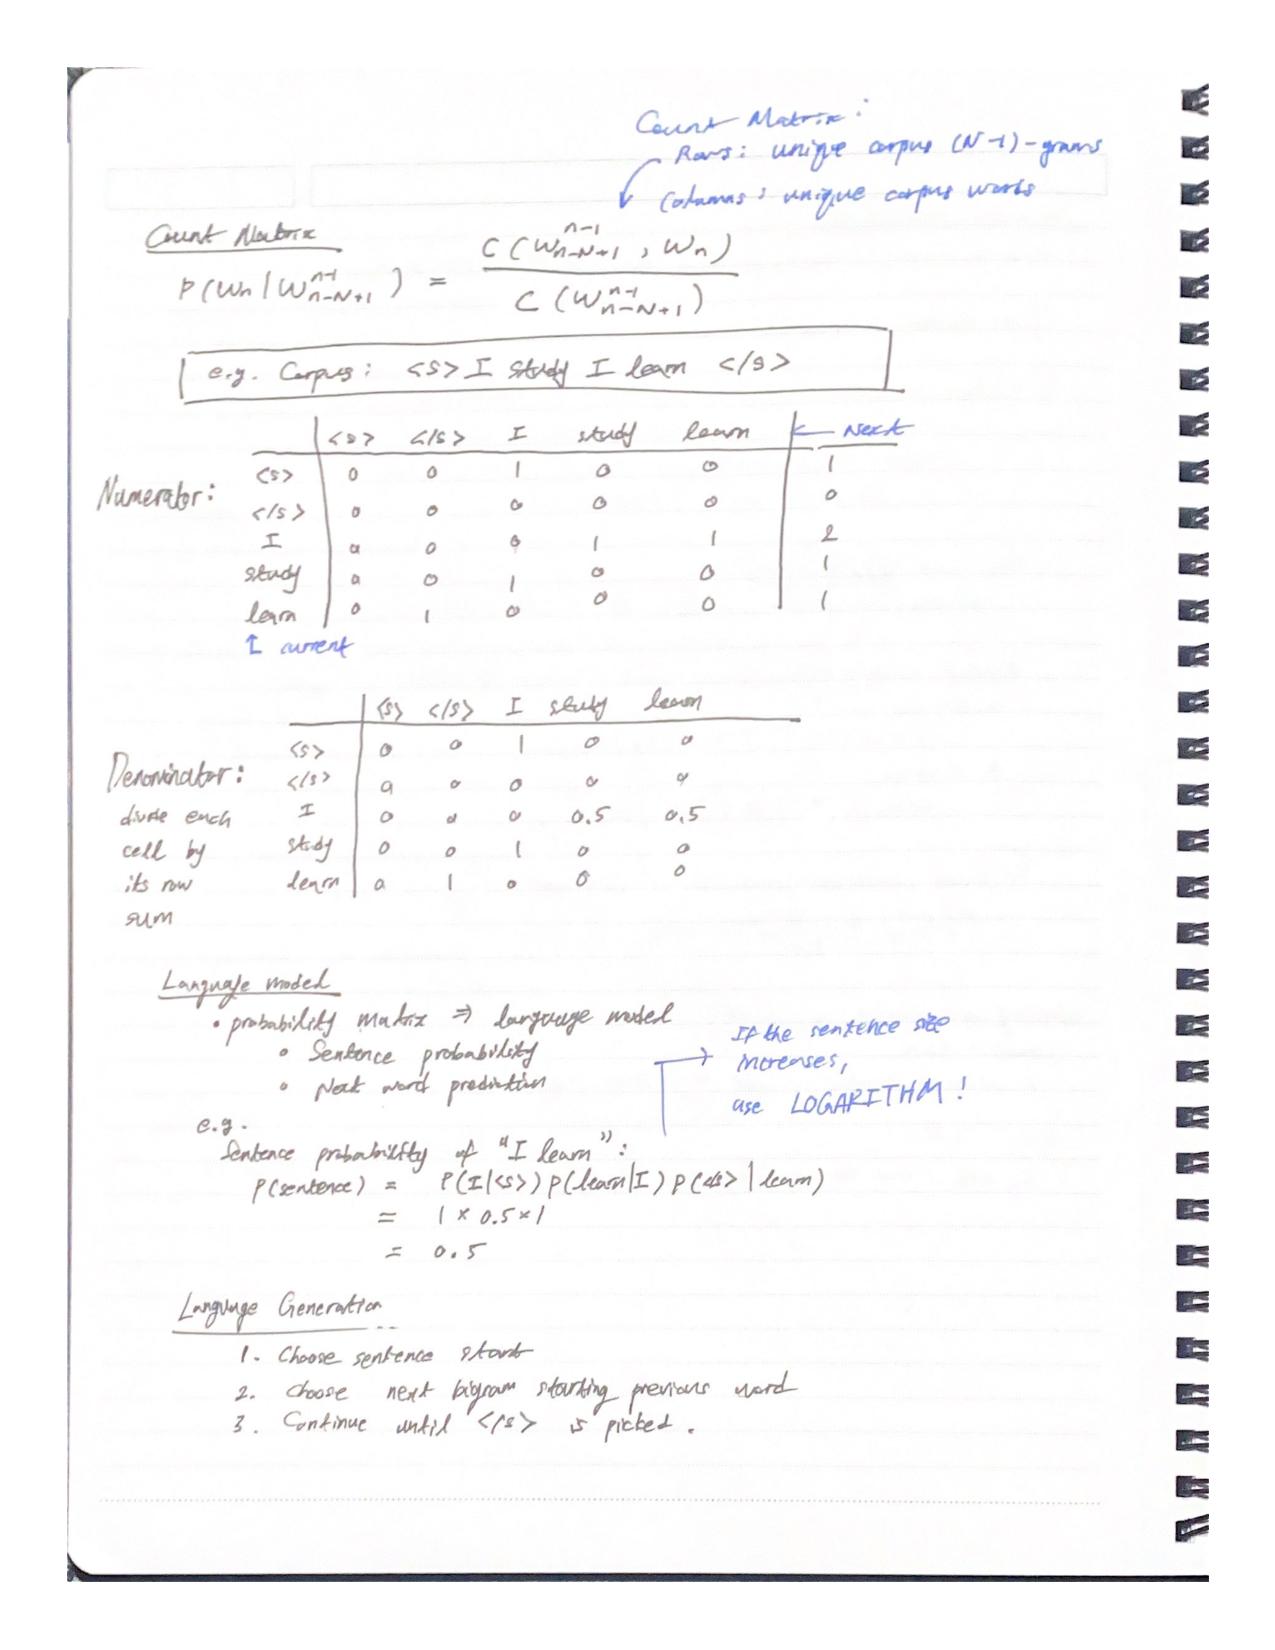 Count Matrix:
Rows: unique corpus (N-1)-grams
Columns: unique corpus words
Count Matrix
P(Wn | W^{n-1}_{n-N+1}) = C(W^{n-1}_{n-N+1}, Wn) / C(W^{n-1}_{n-N+1})
e.g. Corpus: <s> I study I learn </s>
<s> </s> I study learn ← Next
Numerator:
<s> 0 0 1 0 0 1
</s> 0 0 0 0 0 0
I 0 0 0 1 1 2
study 0 0 1 0 0 1
learn 0 1 0 0 0 1
↑ current
<s> </s> I study learn
Denominator:
divide each
cell by
its row
sum
<s> 0 0 1 0 0
</s> 0 0 0 0 0
I 0 0 0 0.5 0.5
study 0 0 1 0 0
learn 0 1 0 0 0
Language model
• probability matrix ⇒ language model
• Sentence probability
• Next word prediction
If the sentence size
increases,
use LOGARITHM!
e.g.
Sentence probability of "I learn":
P(sentence) = P(I|<s>) P(learn|I) P(</s>|learn)
= 1 × 0.5 × 1
= 0.5
Language Generation
1. Choose sentence start
2. Choose next bigram starting previous word
3. Continue until </s> is picked.